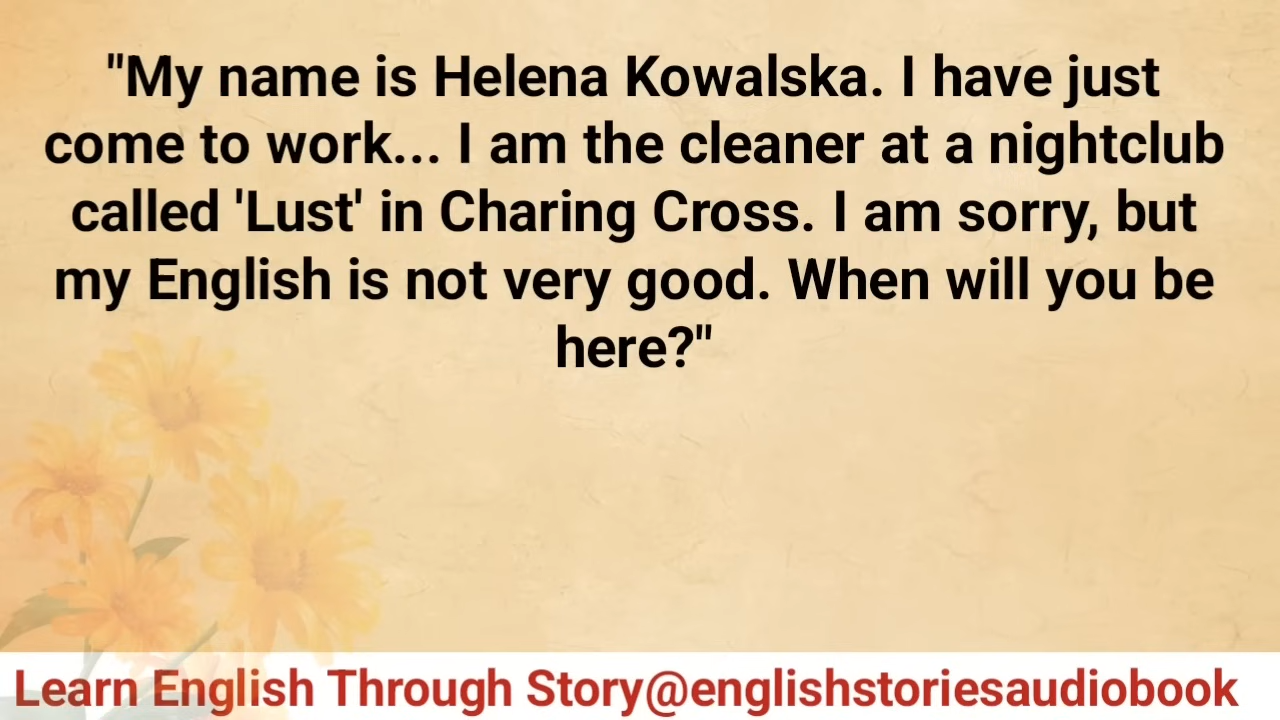 "My name is Helena Kowalska. I have just
come to work... I am the cleaner at a nightclub
called 'Lust' in Charing Cross. I am sorry, but
my English is not very good. When will you be
here?"
Learn English Through Story@englishstoriesaudiobook